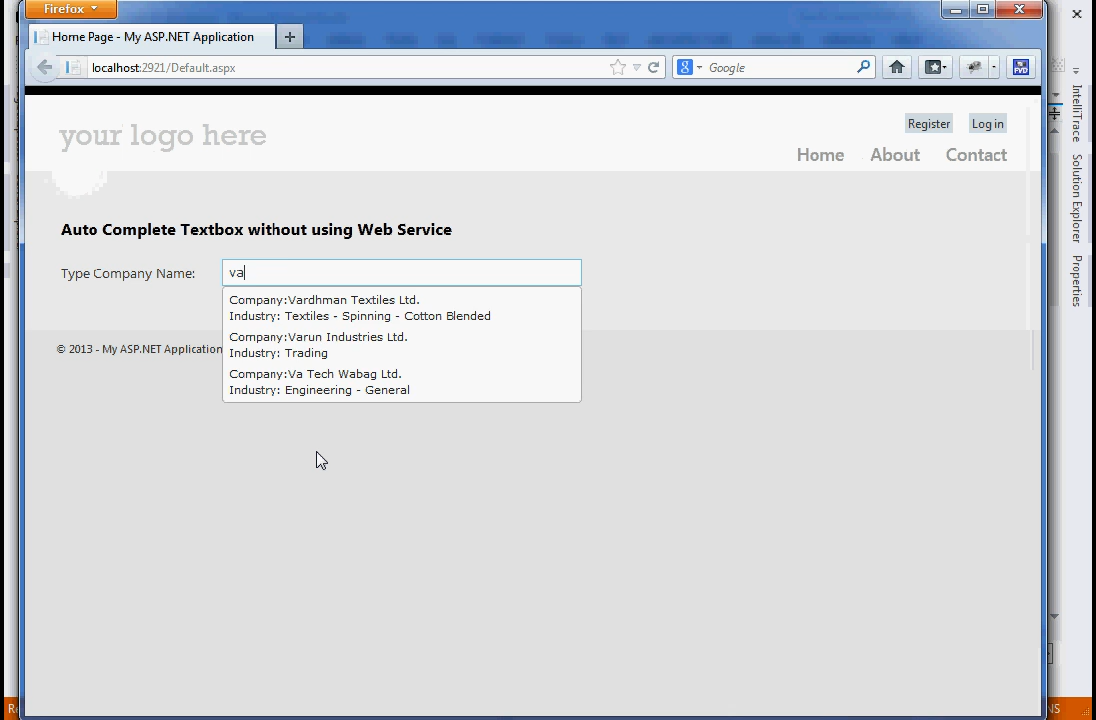 Firefox
Home Page - My ASP.NET Application
localhost:2921/Default.aspx
Google
your logo here
Register
Log in
Home
About
Contact
Auto Complete Textbox without using Web Service
Type Company Name:
va
Company:Vardhman Textiles Ltd.
Industry: Textiles - Spinning - Cotton Blended
Company:Varun Industries Ltd.
Industry: Trading
Company:Va Tech Wabag Ltd.
Industry: Engineering - General
© 2013 - My ASP.NET Application
IntelliTrace
Solution Explorer
Properties